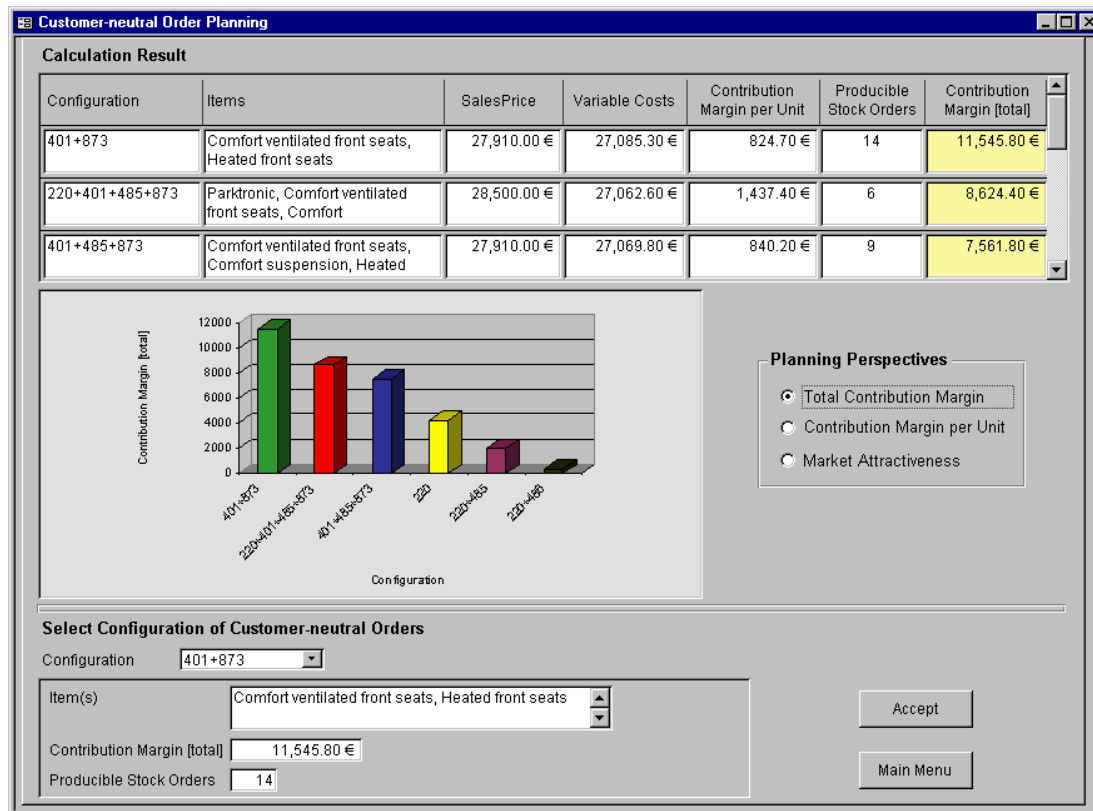 Customer-neutral Order Planning
Calculation Result
Configuration Items SalesPrice Variable Costs Contribution Margin per Unit Producible Stock Orders Contribution Margin [total]
401+873 Comfort ventilated front seats, 27,910.00 € 27,085.30 € 824.70 € 14 11,545.80 €
Heated front seats
220+401+485+873 Parktronic, Comfort ventilated 28,500.00 € 27,062.60 € 1,437.40 € 6 8,624.40 €
front seats, Comfort
401+485+873 Comfort ventilated front seats, 27,910.00 € 27,069.80 € 840.20 € 9 7,561.80 €
Comfort suspension, Heated
Contribution Margin [total]
12000
10000
8000
6000
4000
2000
0
401+873
220+401+485+873
401+485+873
220
220+485
220+486
Configuration
Planning Perspectives
Total Contribution Margin
Contribution Margin per Unit
Market Attractiveness
Select Configuration of Customer-neutral Orders
Configuration 401+873
Item(s) Comfort ventilated front seats, Heated front seats
Contribution Margin [total] 11,545.80 €
Producible Stock Orders 14
Accept
Main Menu